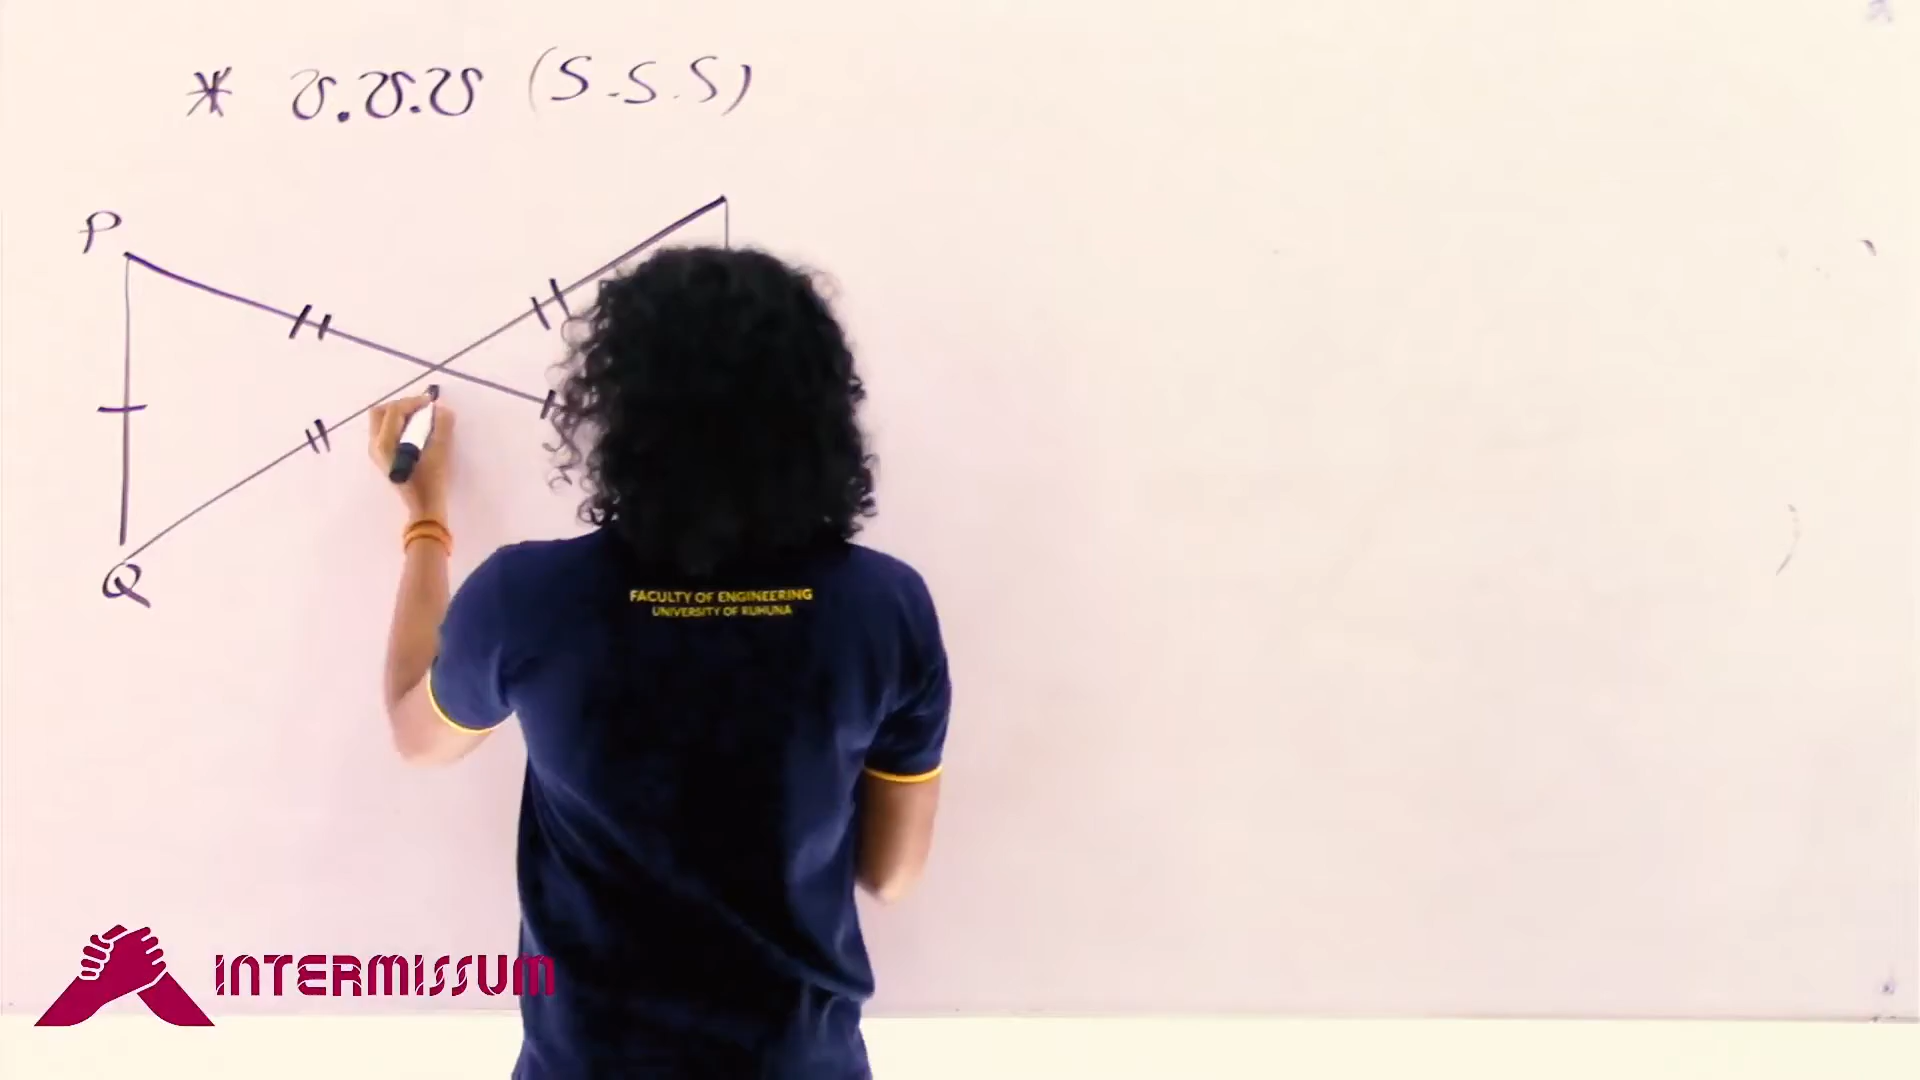 * ප.ප.ප (S.S.S)
P
Q
FACULTY OF ENGINEERING
UNIVERSITY OF RUHUNA
INTERMISSUM